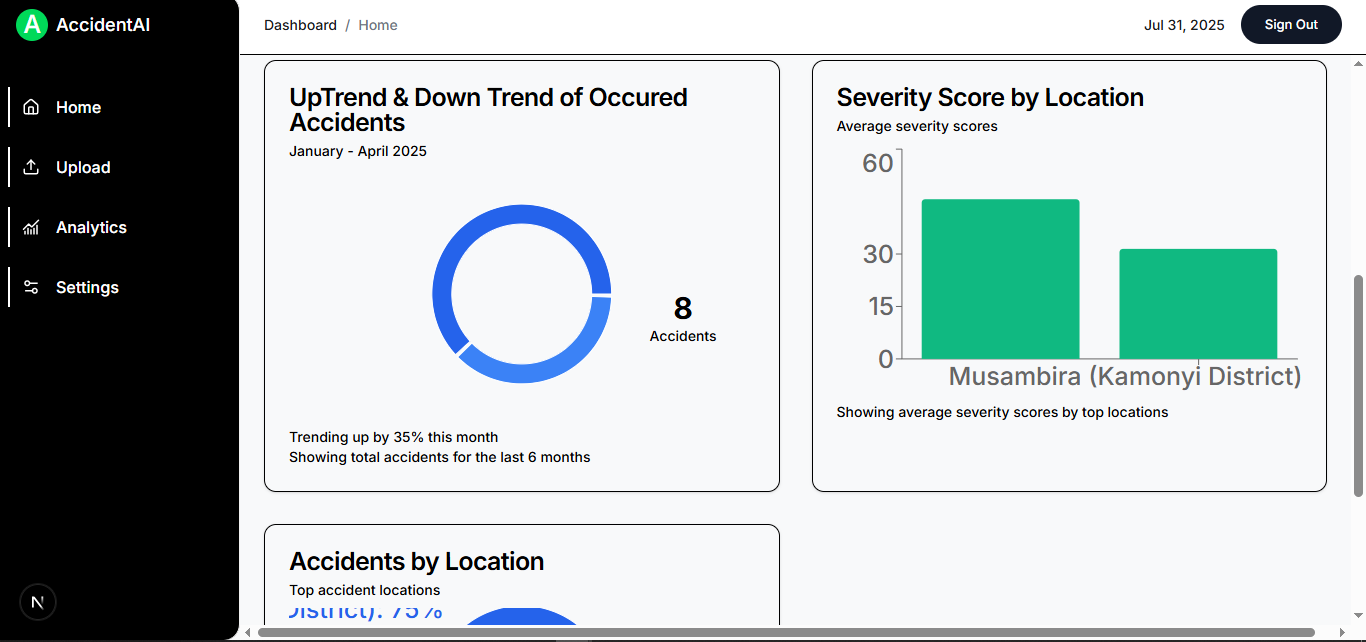 A AccidentAI
Dashboard / Home
Jul 31, 2025
Sign Out
Home
Upload
Analytics
Settings
N
UpTrend & Down Trend of Occured
Accidents
January - April 2025
8
Accidents
Trending up by 35% this month
Showing total accidents for the last 6 months
Severity Score by Location
Average severity scores
60
30
15
0
Musambira (Kamonyi District)
Showing average severity scores by top locations
Accidents by Location
Top accident locations
District): 75%